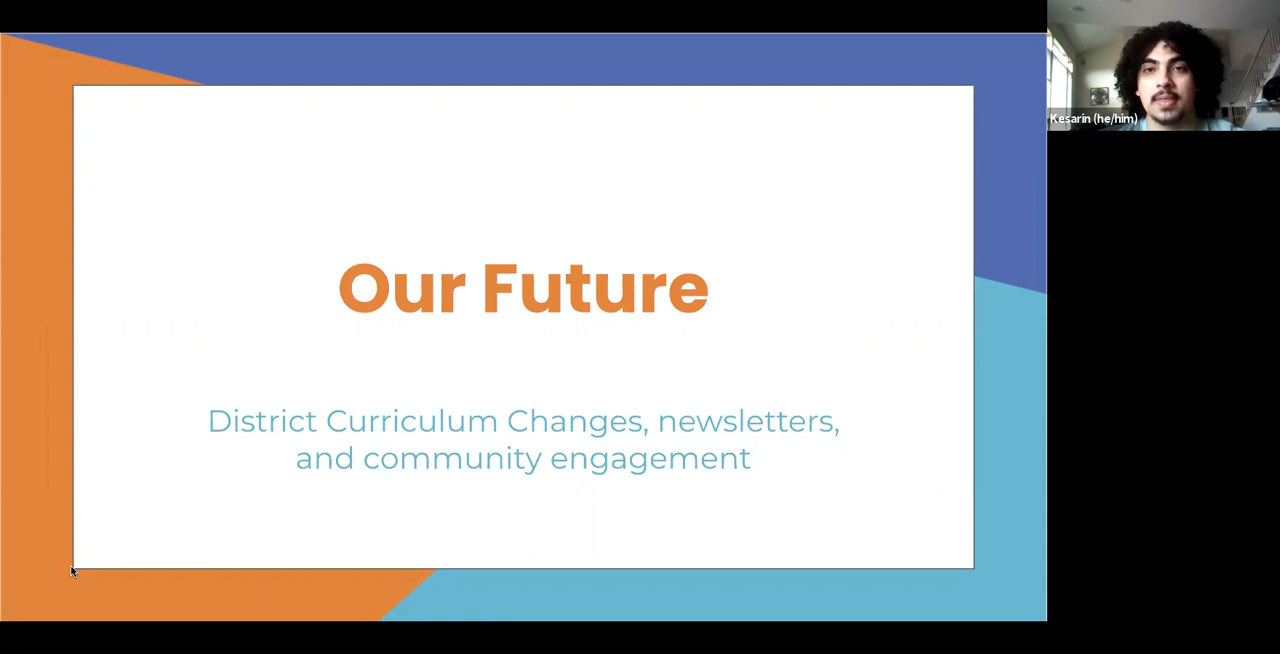 Our Future
District Curriculum Changes, newsletters,
and community engagement
Kesarin (he/him)